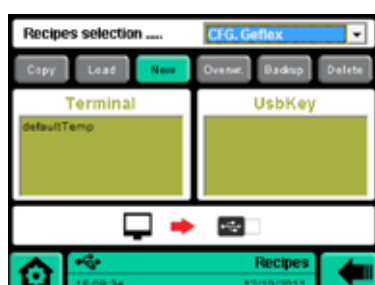 Recipes selection ..... CFG. Geflex
Copy Load New Overwr. Backup Delete
Terminal UsbKey
defaultTemp
Recipes